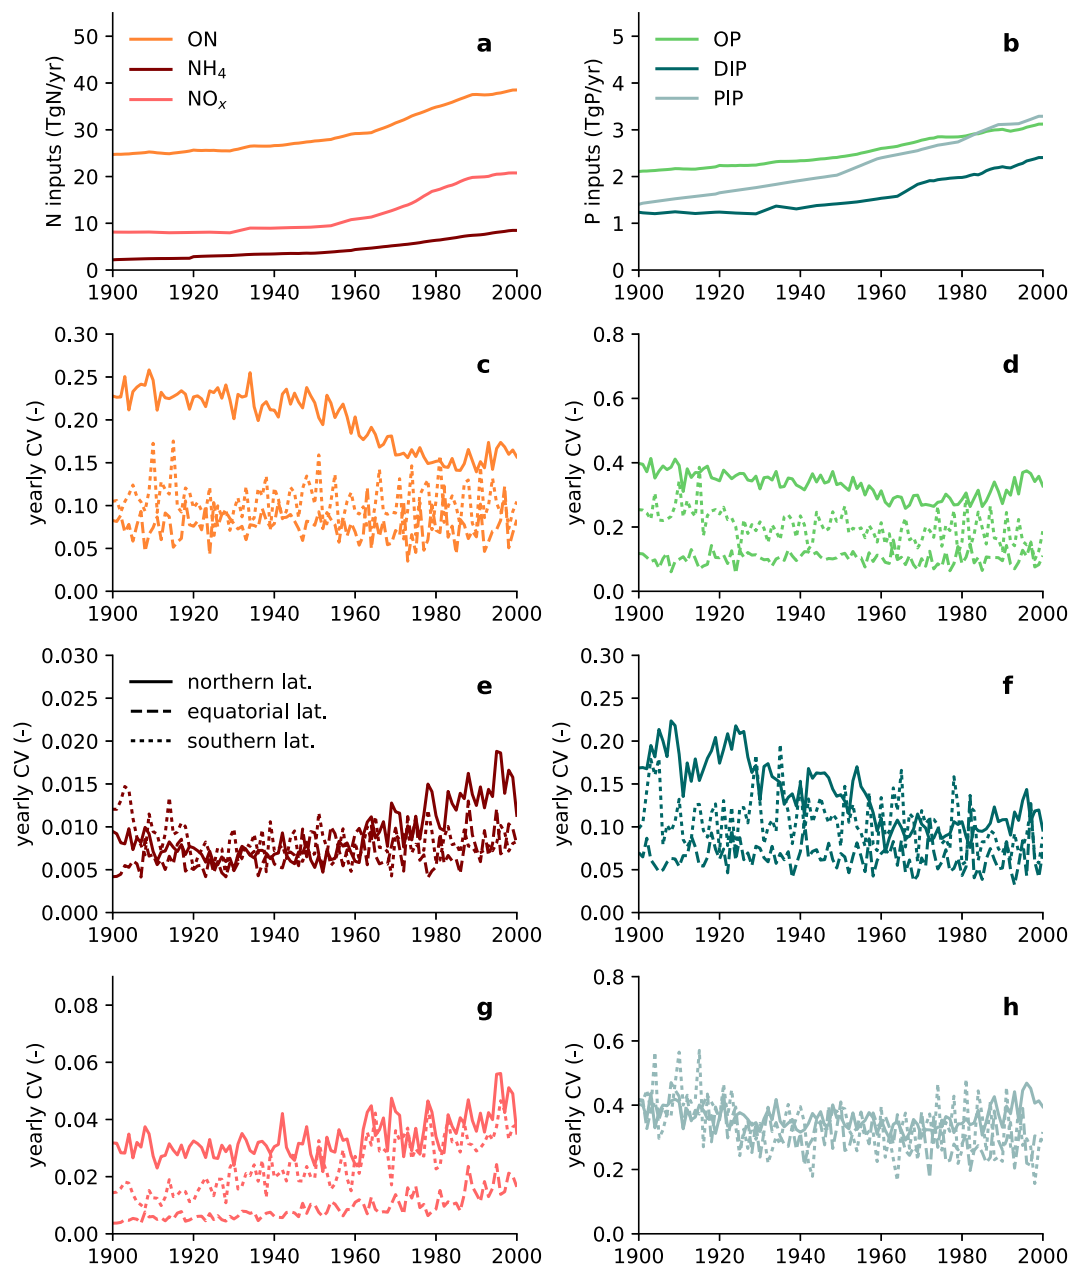 a
N inputs (TgN/yr)
50
40
30
20
10
0
ON
NH₄
NOₓ
1900 1920 1940 1960 1980 2000
b
P inputs (TgP/yr)
5
4
3
2
1
0
OP
DIP
PIP
1900 1920 1940 1960 1980 2000
c
yearly CV (-)
0.30
0.25
0.20
0.15
0.10
0.05
0.00
1900 1920 1940 1960 1980 2000
d
yearly CV (-)
0.8
0.6
0.4
0.2
0.0
1900 1920 1940 1960 1980 2000
e
yearly CV (-)
0.030
0.025
0.020
0.015
0.010
0.005
0.000
northern lat.
equatorial lat.
southern lat.
1900 1920 1940 1960 1980 2000
f
yearly CV (-)
0.30
0.25
0.20
0.15
0.10
0.05
0.00
1900 1920 1940 1960 1980 2000
g
yearly CV (-)
0.08
0.06
0.04
0.02
0.00
1900 1920 1940 1960 1980 2000
h
yearly CV (-)
0.8
0.6
0.4
0.2
0.0
1900 1920 1940 1960 1980 2000